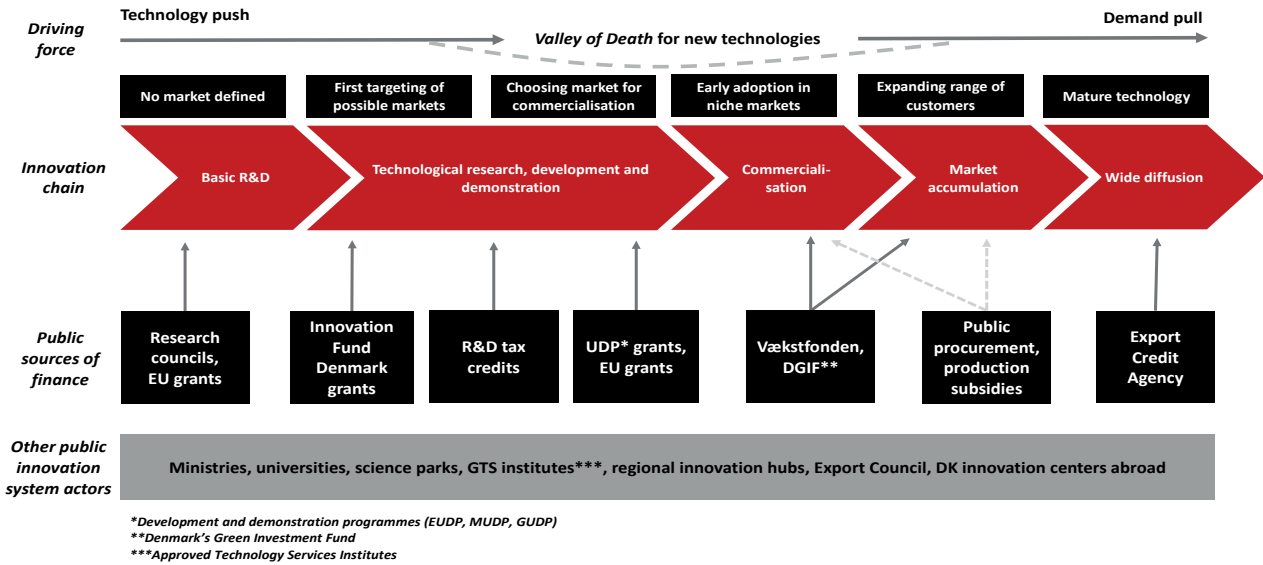 Driving
force
Technology push
Valley of Death for new technologies
Demand pull
No market defined
First targeting of
possible markets
Choosing market for
commercialisation
Early adoption in
niche markets
Expanding range of
customers
Mature technology
Innovation
chain
Basic R&D
Technological research, development and
demonstration
Commerciali-
sation
Market
accumulation
Wide diffusion
Public
sources of
finance
Research
councils,
EU grants
Innovation
Fund
Denmark
grants
R&D tax
credits
UDP* grants,
EU grants
Vækstfonden,
DGIF**
Public
procurement,
production
subsidies
Export
Credit
Agency
Other public
innovation
system actors
Ministries, universities, science parks, GTS institutes***, regional innovation hubs, Export Council, DK innovation centers abroad
*Development and demonstration programmes (EUDP, MUDP, GUDP)
**Denmark's Green Investment Fund
***Approved Technology Services Institutes